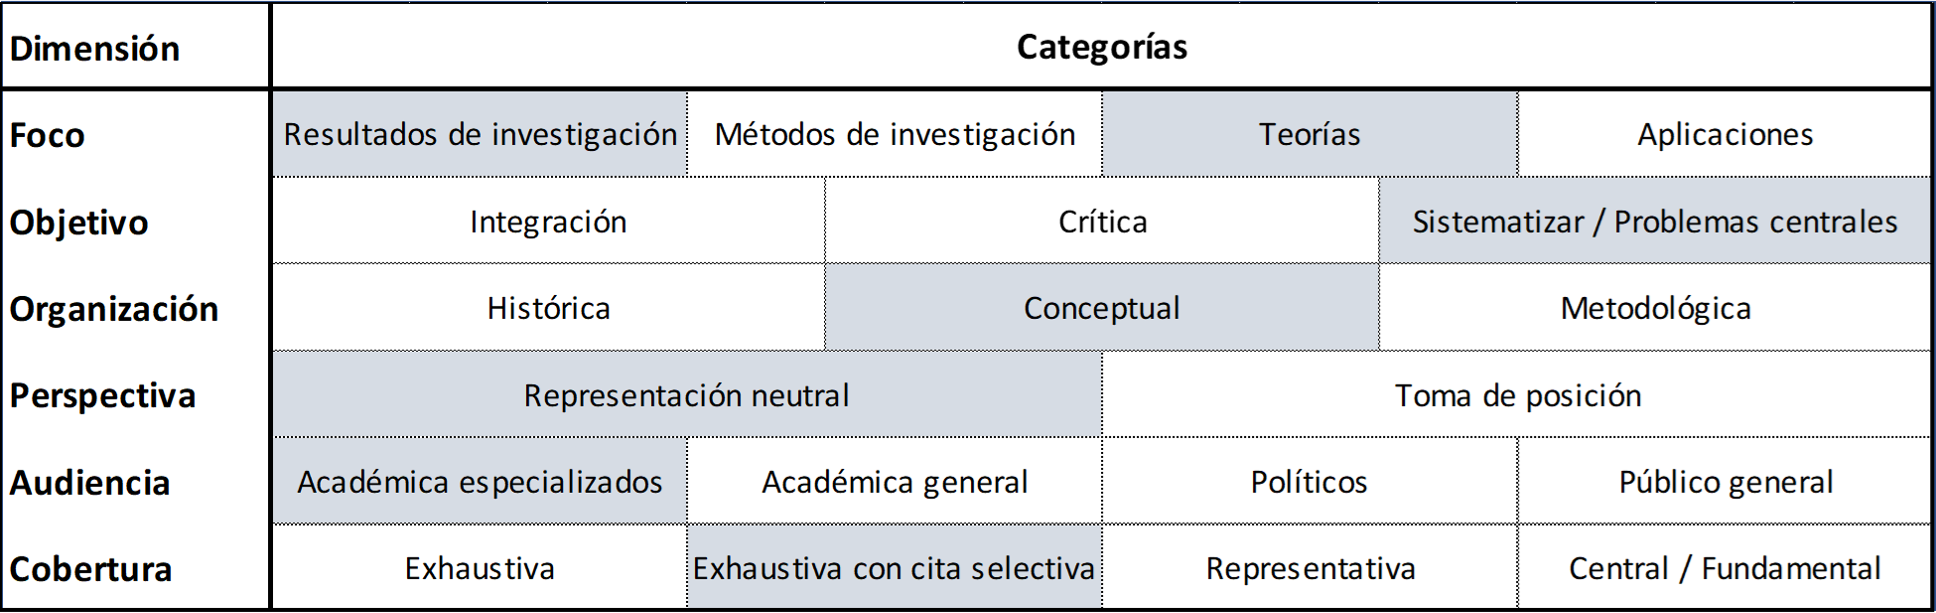 Dimensión Categorías
Foco Resultados de investigación Métodos de investigación Teorías Aplicaciones
Objetivo Integración Crítica Sistematizar / Problemas centrales
Organización Histórica Conceptual Metodológica
Perspectiva Representación neutral Toma de posición
Audiencia Académica especializados Académica general Políticos Público general
Cobertura Exhaustiva Exhaustiva con cita selectiva Representativa Central / Fundamental